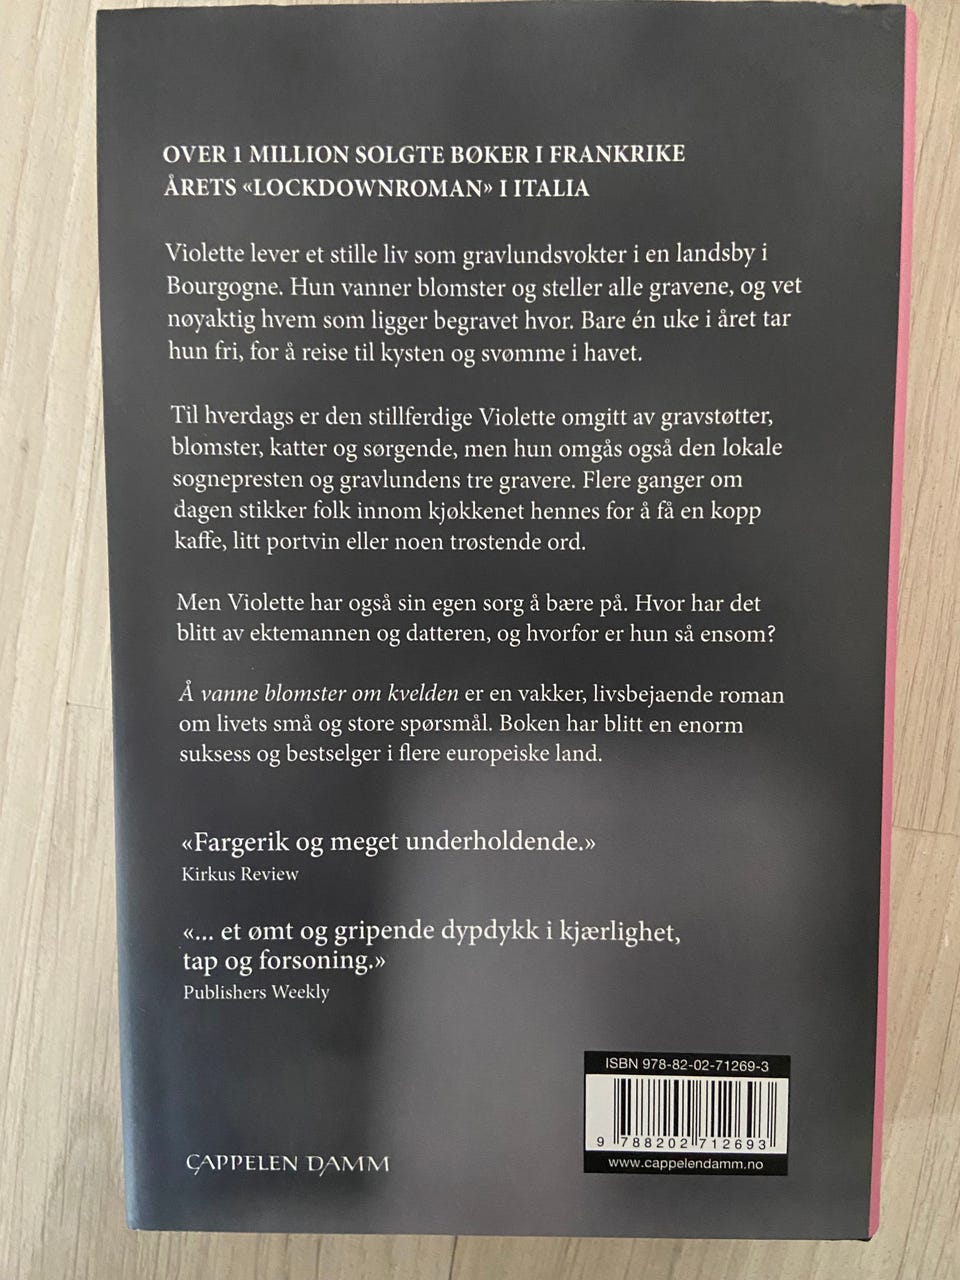 OVER 1 MILLION SOLGTE BØKER I FRANKRIKE
ÅRETS «LOCKDOWNROMAN» I ITALIA
Violette lever et stille liv som gravlundsvokter i en landsby i
Bourgogne. Hun vanner blomster og steller alle gravene, og vet
nøyaktig hvem som ligger begravet hvor. Bare én uke i året tar
hun fri, for å reise til kysten og svømme i havet.
Til hverdags er den stillferdige Violette omgitt av gravstøtter,
blomster, katter og sørgende, men hun omgås også den lokale
sognepresten og gravlundens tre gravere. Flere ganger om
dagen stikker folk innom kjøkkenet hennes for å få en kopp
kaffe, litt portvin eller noen trøstende ord.
Men Violette har også sin egen sorg å bære på. Hvor har det
blitt av ektemannen og datteren, og hvorfor er hun så ensom?
Å vanne blomster om kvelden er en vakker, livsbejaende roman
om livets små og store spørsmål. Boken har blitt en enorm
suksess og bestselger i flere europeiske land.
«Fargerik og meget underholdende.»
Kirkus Review
«... et ømt og gripende dypdykk i kjærlighet,
tap og forsoning.»
Publishers Weekly
ISBN 978-82-02-71269-3
9 788202 712693
www.cappelendamm.no
CAPPELEN DAMM